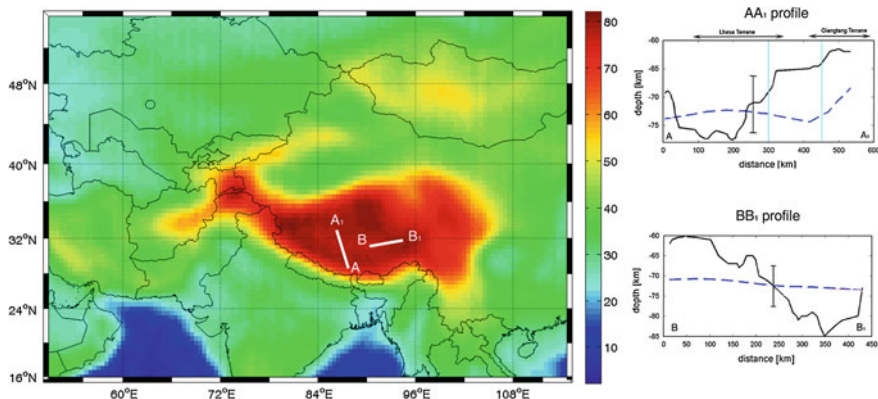 AA₁ profile
Lhasa Terrane
Qiangtang Terrane
-60
-65
-70
-75
depth [km]
A
A₁
0 100 200 300 400 500 600
distance [km]
48°N
40°N
32°N
24°N
16°N
60°E 72°E 84°E 96°E 108°E
A₁
A
B
B₁
80
70
60
50
40
30
20
10
BB₁ profile
-60
-65
-70
-75
-80
-85
depth [km]
B
B₁
0 50 100 150 200 250 300 350 400 450
distance [km]